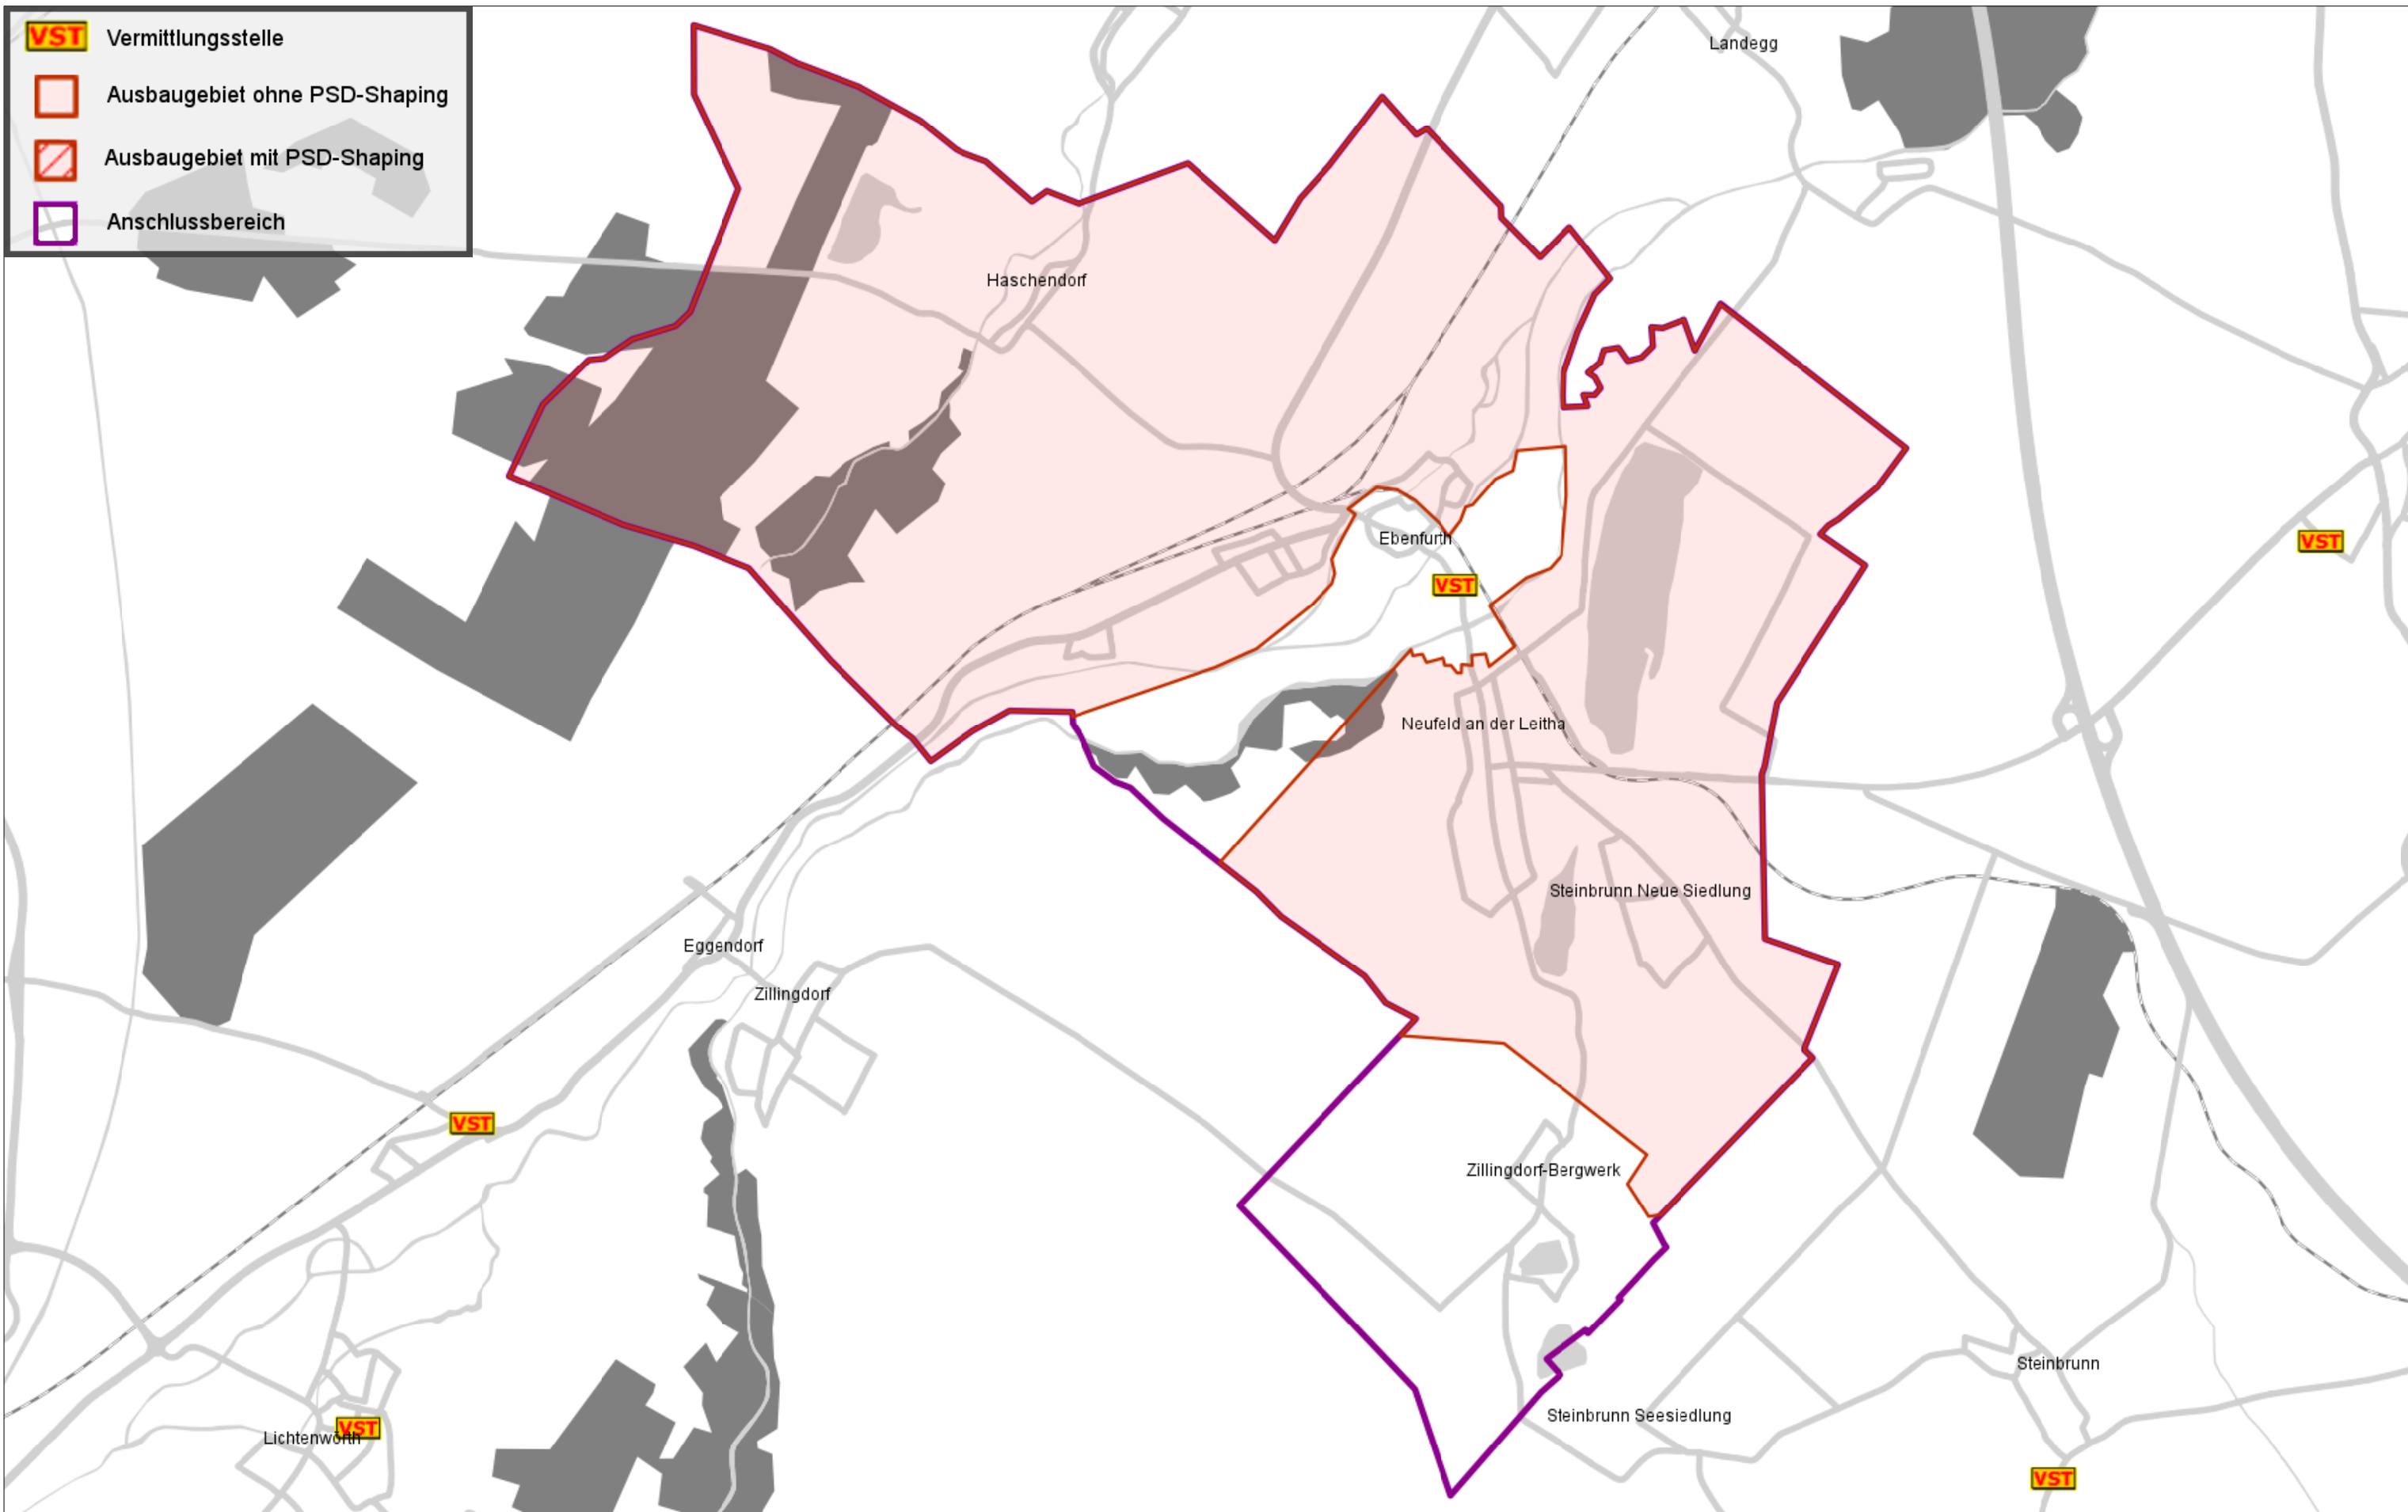 VST Vermittlungsstelle
Ausbaugebiet ohne PSD-Shaping
Ausbaugebiet mit PSD-Shaping
Anschlussbereich
Landegg
Haschendorf
Ebenfurth
VST
VST
Neufeld an der Leitha
Steinbrunn Neue Siedlung
Eggendorf
Zillingdorf
VST
Zillingdorf-Bergwerk
Steinbrunn
Steinbrunn Seesiedlung
VST
Lichtenwörth
VST